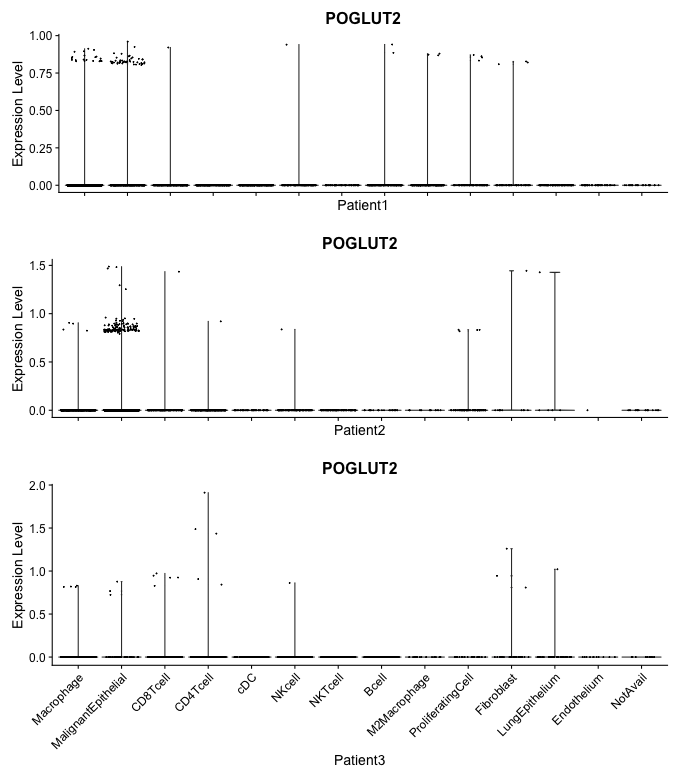 POGLUT2
Expression Level
1.00
0.75
0.50
0.25
0.00
Patient1
POGLUT2
Expression Level
1.5
1.0
0.5
0.0
Patient2
POGLUT2
Expression Level
2.0
1.5
1.0
0.5
0.0
Macrophage
MalignantEpithelial
CD8Tcell
CD4Tcell
cDC
NKcell
NKTcell
Bcell
M2Macrophage
ProliferatingCell
Fibroblast
LungEpithelium
Endothelium
NotAvail
Patient3